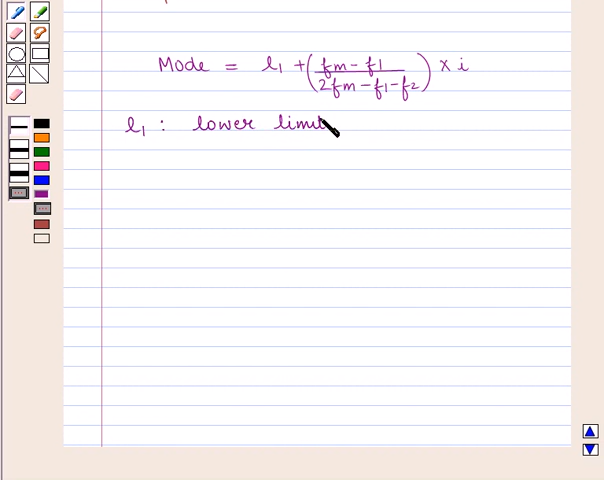 Mode = l₁ + ( fm - f₁ / 2fm - f₁ - f₂ ) × i
l₁ : lower limit